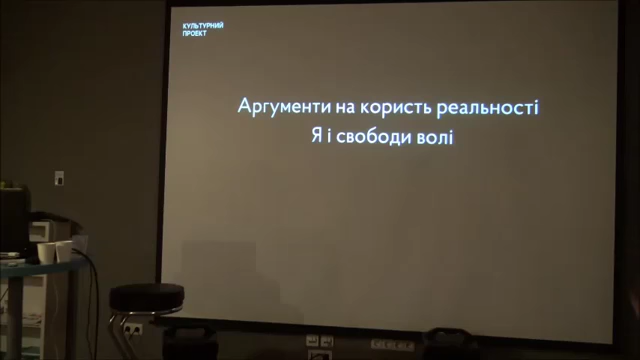 КУЛЬТУРНИЙ
ПРОЕКТ
Аргументи на користь реальності
Я і свободи волі